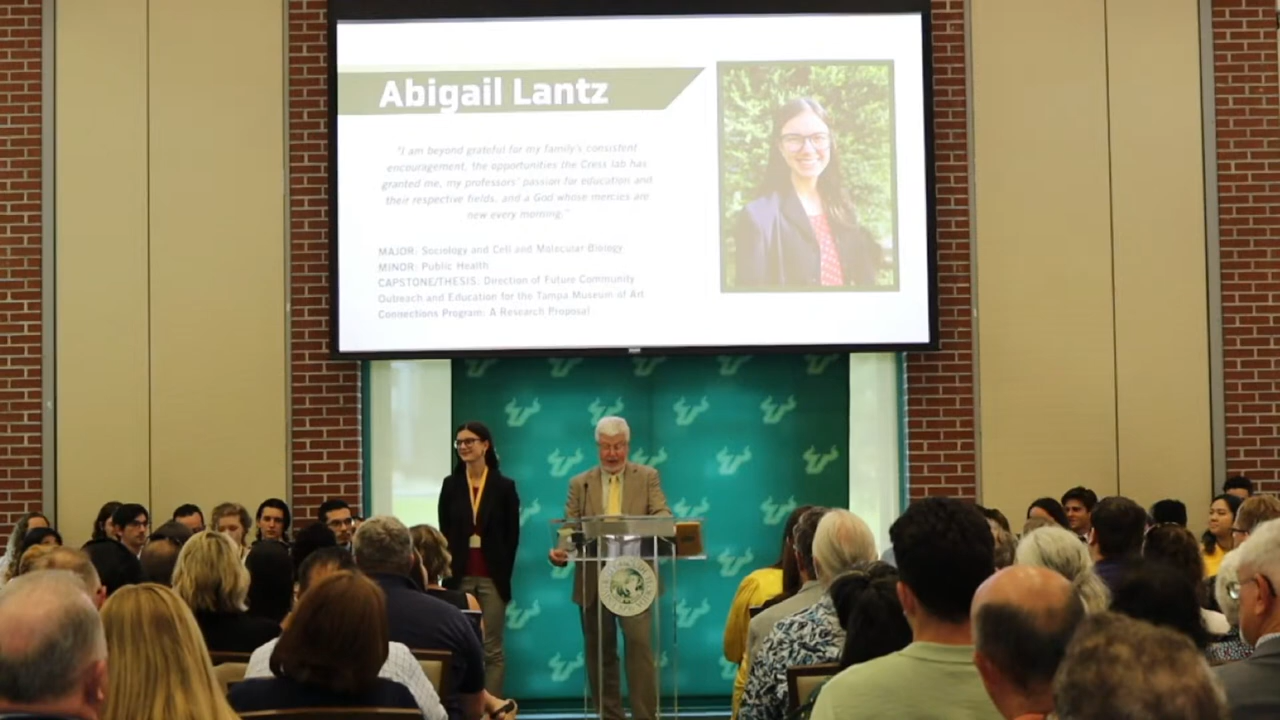 Abigail Lantz
"I am beyond grateful for my family's consistent
encouragement, the opportunities the Cress lab has
granted me, my professors' passion for education and
their respective fields, and a God whose mercies are
new every morning."
MAJOR: Sociology and Cell and Molecular Biology
MINOR: Public Health
CAPSTONE/THESIS: Direction of Future Community
Outreach and Education for the Tampa Museum of Art
Connections Program: A Research Proposal